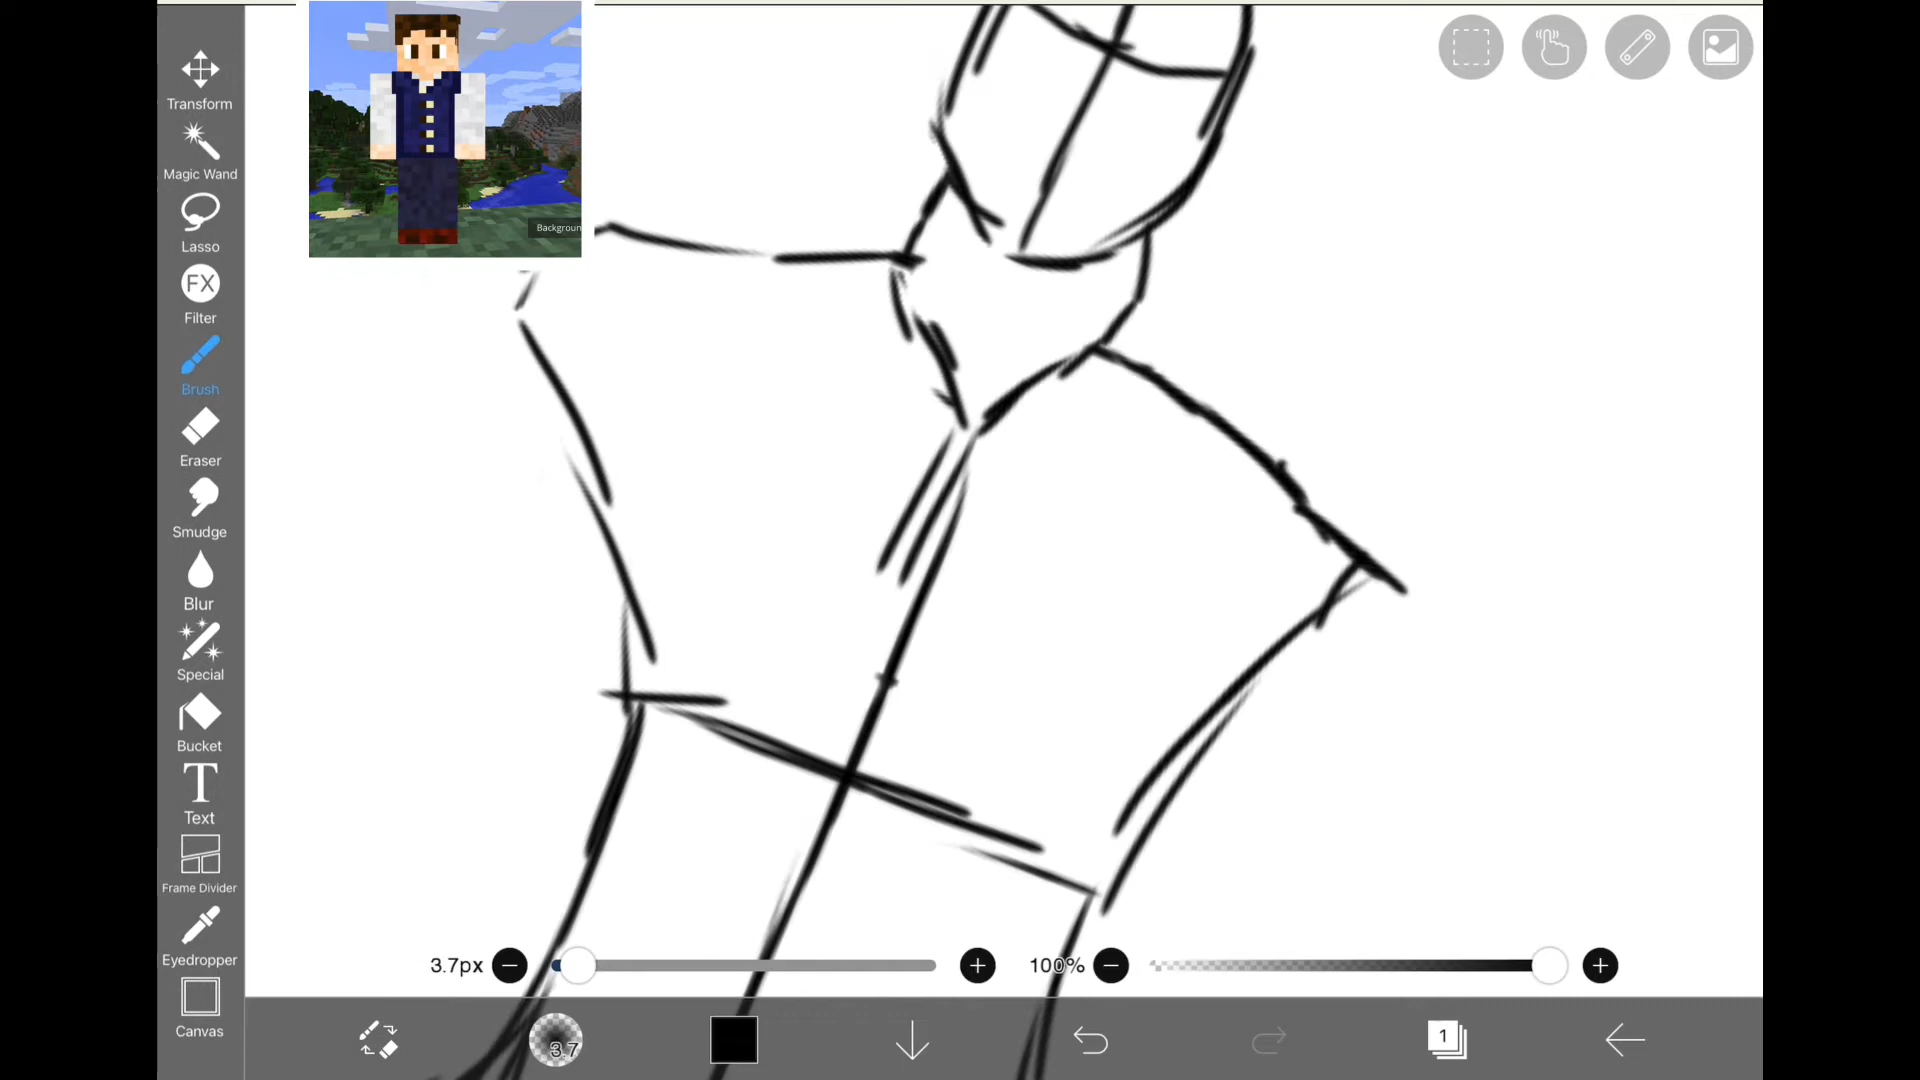 Transform
Magic Wand
Lasso
FX
Filter
Brush
Eraser
Smudge
Blur
Special
Bucket
T
Text
Frame Divider
Eyedropper
Canvas
Backgroun
3.7px
100%
3.7
1